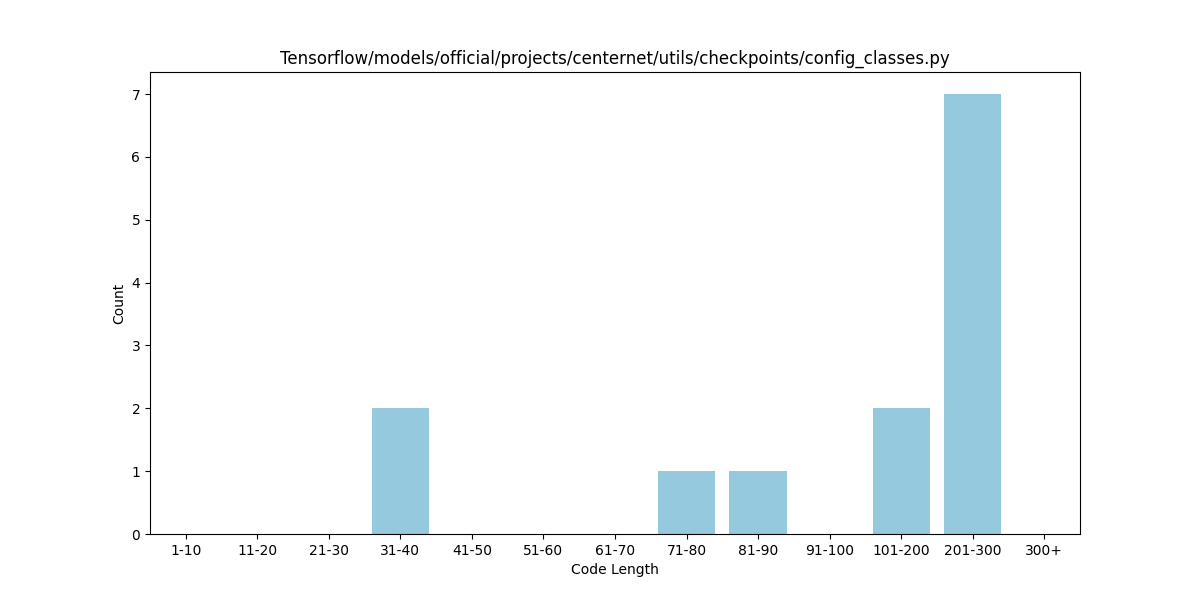 Tensorflow/models/official/projects/centernet/utils/checkpoints/config_classes.py
7
6
5
4
3
2
1
0
Count
1-10 11-20 21-30 31-40 41-50 51-60 61-70 71-80 81-90 91-100 101-200 201-300 300+
Code Length